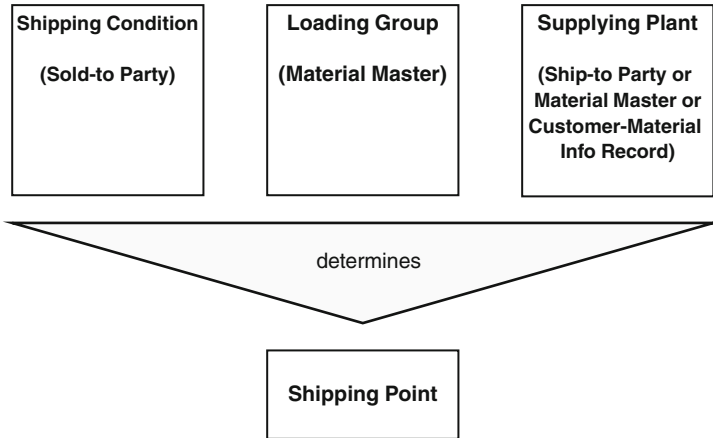 Shipping Condition
(Sold-to Party)
Loading Group
(Material Master)
Supplying Plant
(Ship-to Party or
Material Master or
Customer-Material
Info Record)
determines
Shipping Point